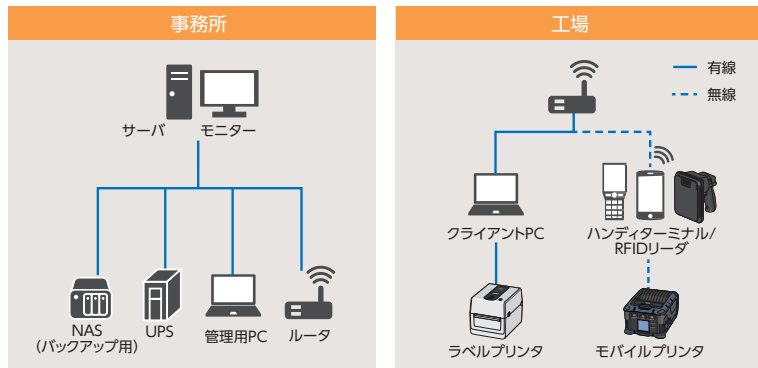 事務所
サーバ
モニター
NAS
(バックアップ用)
UPS
管理用PC
ルータ
工場
有線
無線
クライアントPC
ハンディターミナル/
RFIDリーダ
ラベルプリンタ
モバイルプリンタ